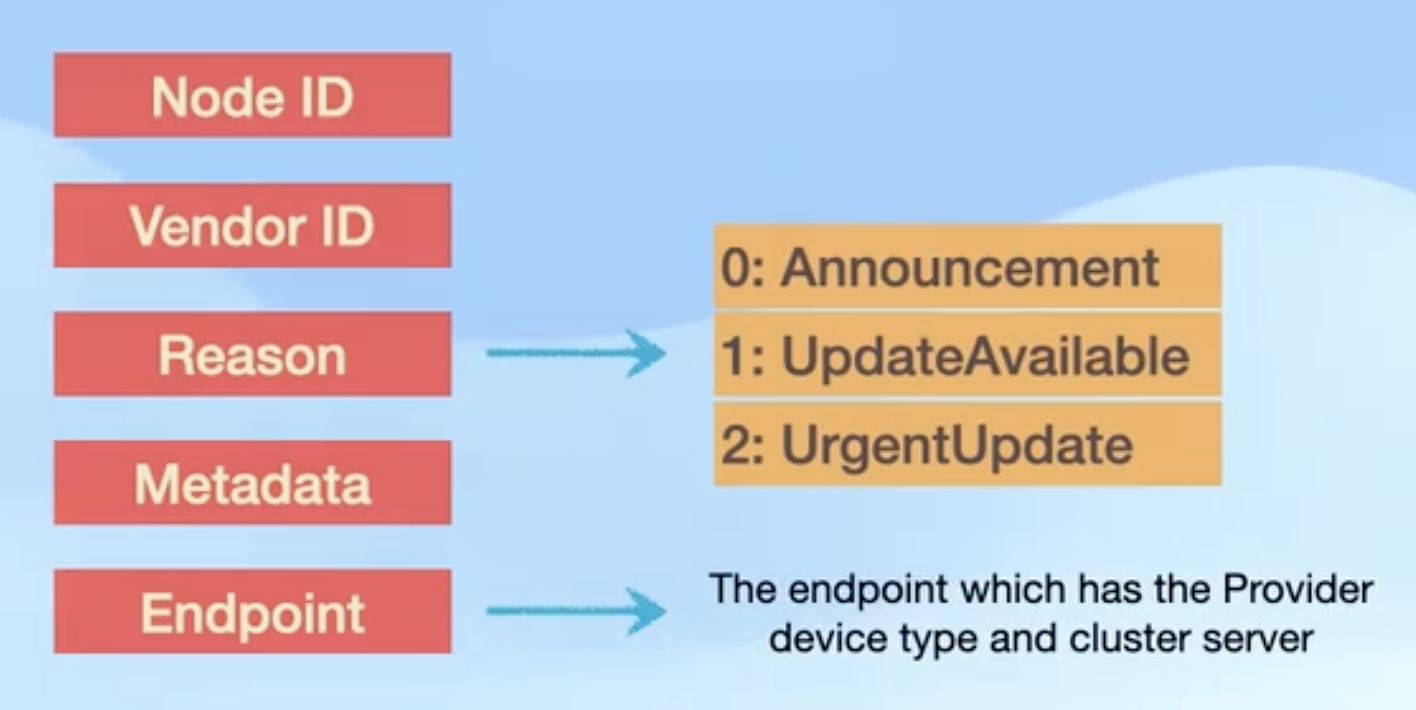 Node ID
Vendor ID
Reason
Metadata
Endpoint
0: Announcement
1: UpdateAvailable
2: UrgentUpdate
The endpoint which has the Provider
device type and cluster server